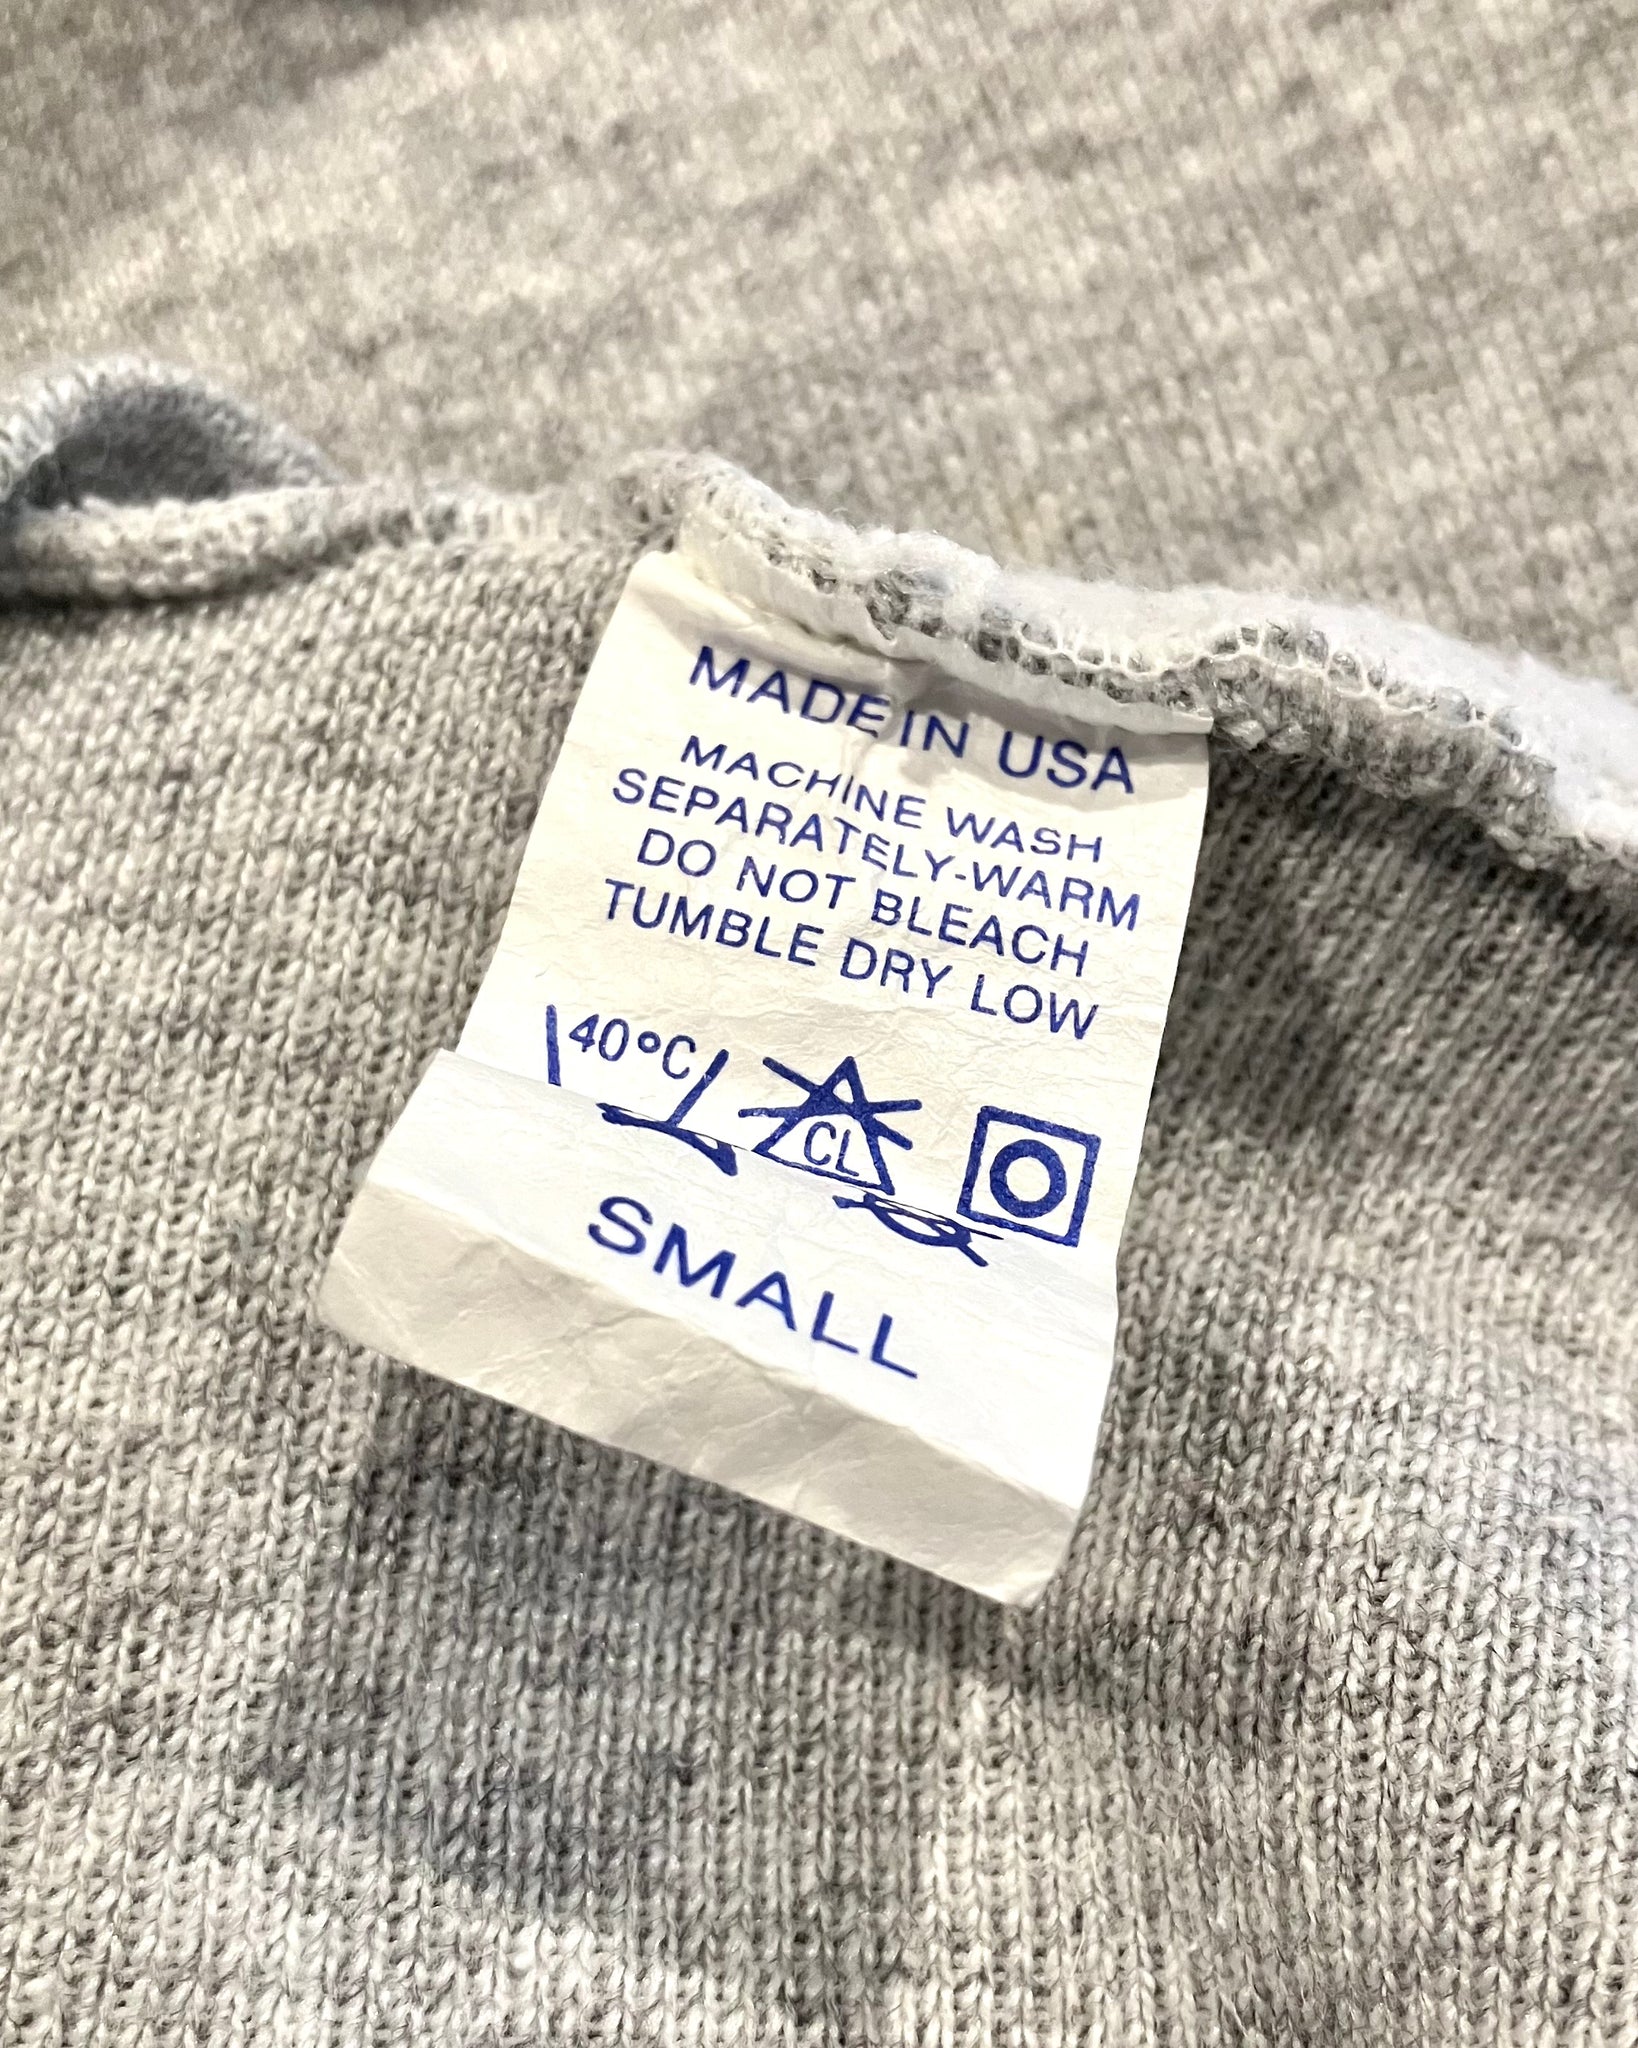 MADE IN USA
MACHINE WASH
SEPARATELY-WARM
DO NOT BLEACH
TUMBLE DRY LOW
40°C CL
SMALL